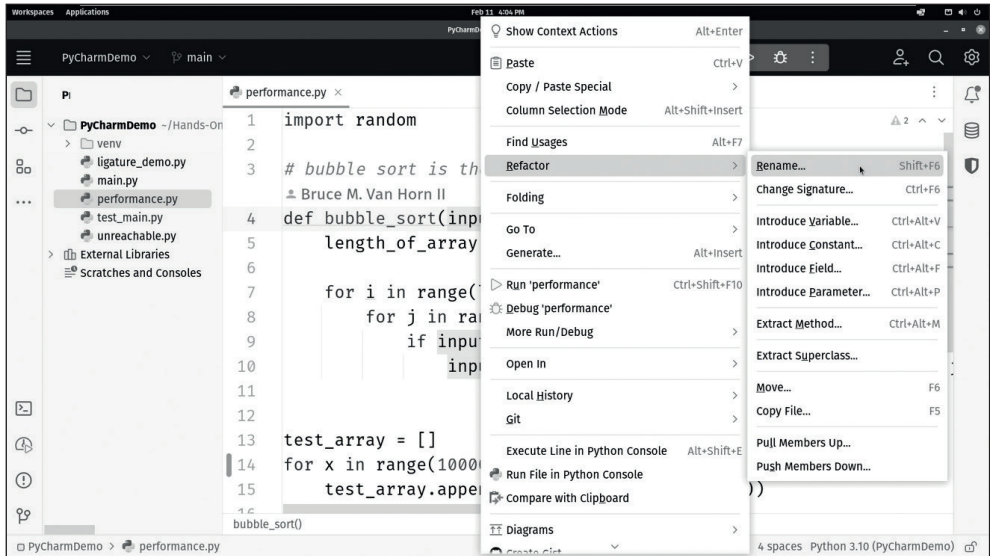 Workspaces Applications
Feb 11 4:04 PM
PyCharmD
PyCharmDemo main
P
performance.py
PyCharmDemo ~/Hands-On
venv
ligature_demo.py
main.py
performance.py
test_main.py
unreachable.py
External Libraries
Scratches and Consoles
2
1 import random
2
3 # bubble sort is th
Bruce M. Van Horn II
4 def bubble_sort(inpu
5 length_of_array
6
7 for i in range(
8 for j in ra
9 if inpu
10 inp
11
12
13 test_array = []
14 for x in range(1000
15 test_array.appe ))
16
bubble_sort()
Show Context Actions Alt+Enter
Paste Ctrl+V
Copy / Paste Special
Column Selection Mode Alt+Shift+Insert
Find Usages Alt+F7
Refactor
Folding
Go To
Generate... Alt+Insert
Run 'performance' Ctrl+Shift+F10
Debug 'performance'
More Run/Debug
Open In
Local History
Git
Execute Line in Python Console Alt+Shift+E
Run File in Python Console
Compare with Clipboard
Diagrams
Create Gist
Rename... Shift+F6
Change Signature... Ctrl+F6
Introduce Variable... Ctrl+Alt+V
Introduce Constant... Ctrl+Alt+C
Introduce Field... Ctrl+Alt+F
Introduce Parameter... Ctrl+Alt+P
Extract Method... Ctrl+Alt+M
Extract Superclass...
Move... F6
Copy File... F5
Pull Members Up...
Push Members Down...
PyCharmDemo > performance.py
4 spaces Python 3.10 (PyCharmDemo)